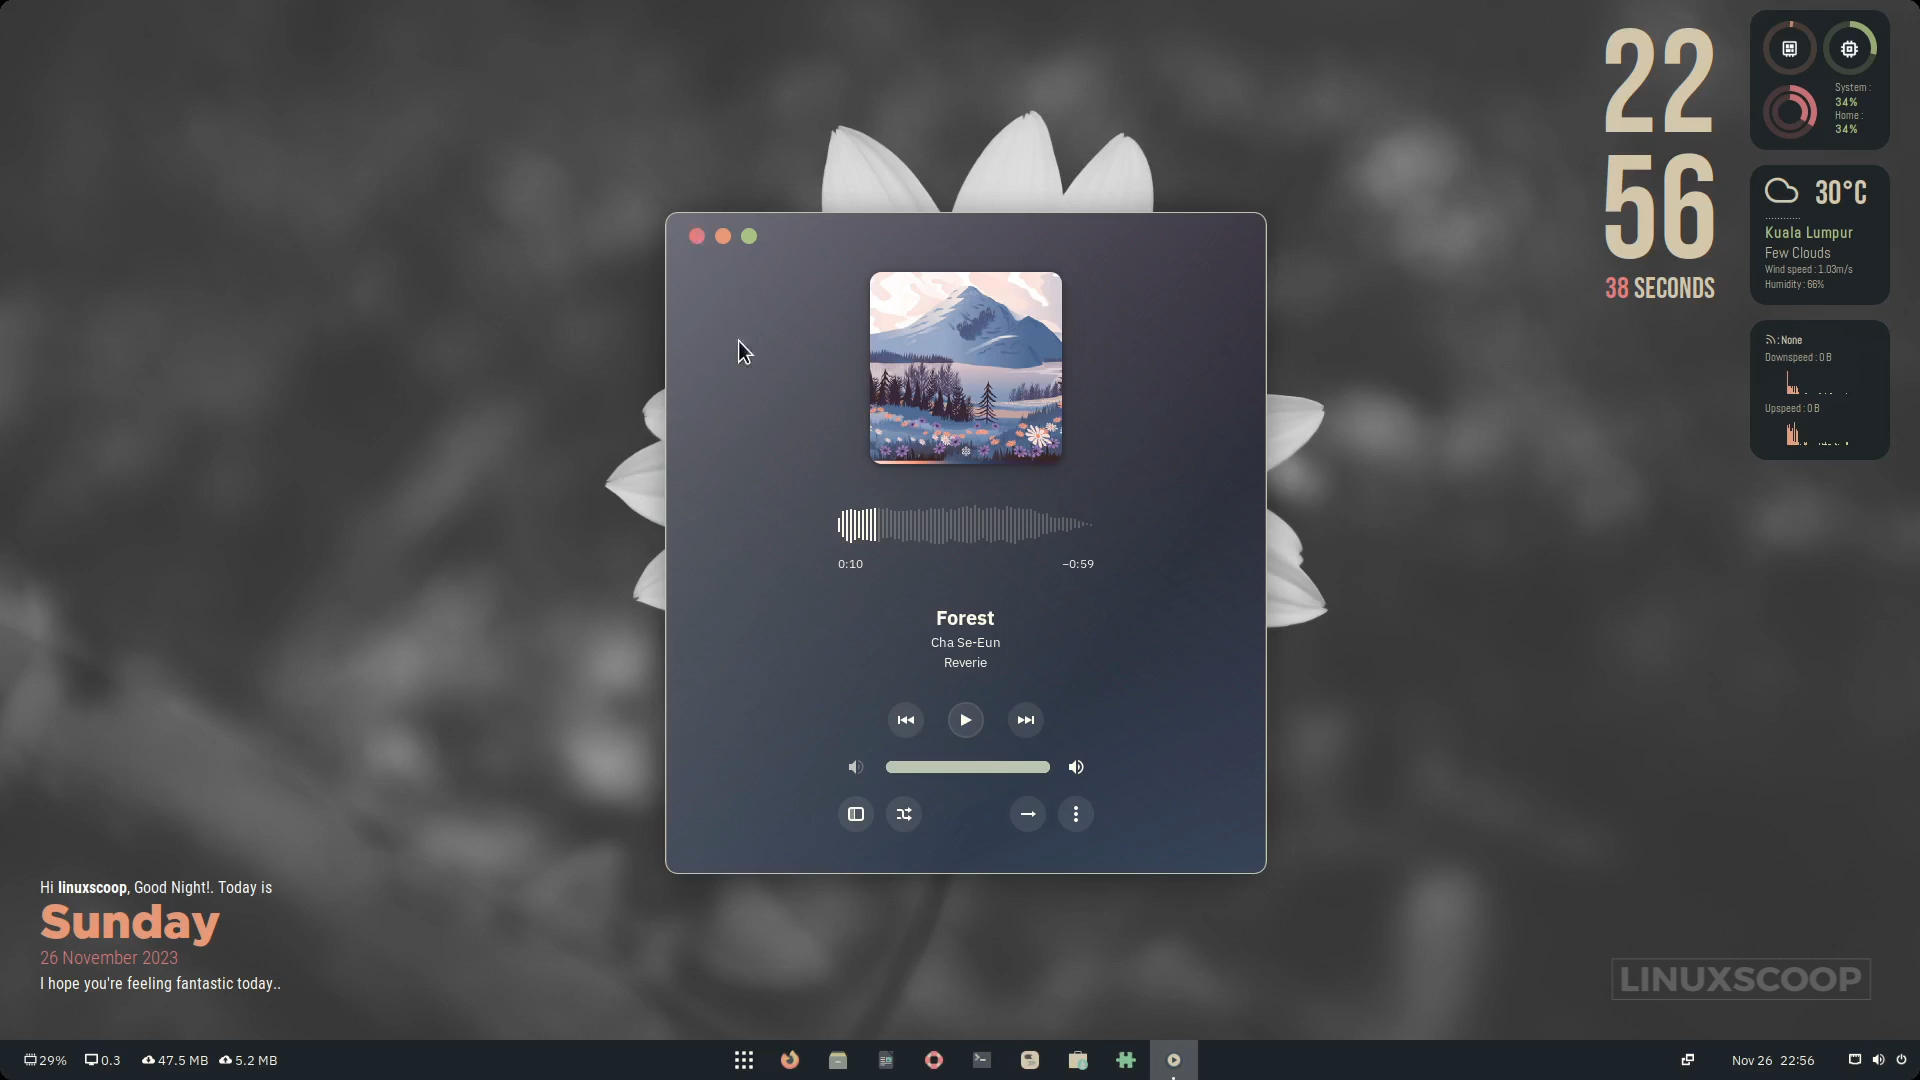 22
56
38 SECONDS
System :
34%
Home :
34%
30°C
............
Kuala Lumpur
Few Clouds
Wind speed : 1.03m/s
Humidity : 66%
: None
Downspeed : 0 B
Upspeed : 0 B
0:10
−0:59
Forest
Cha Se-Eun
Reverie
Hi linuxscoop, Good Night!. Today is
Sunday
26 November 2023
I hope you're feeling fantastic today..
LINUXSCOOP
29%
0.3
47.5 MB
5.2 MB
Nov 26 22:56